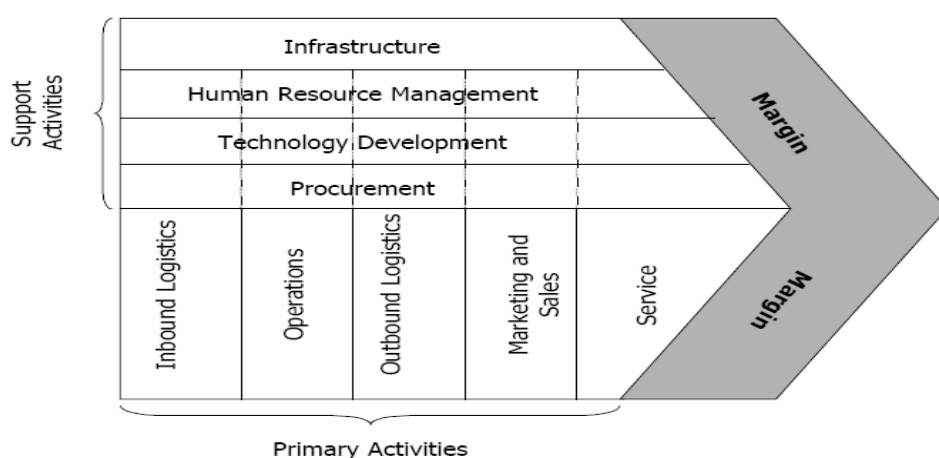 Support
Activities
Infrastructure
Human Resource Management
Technology Development
Procurement
Inbound Logistics
Operations
Outbound Logistics
Marketing and
Sales
Service
Margin
Margin
Primary Activities